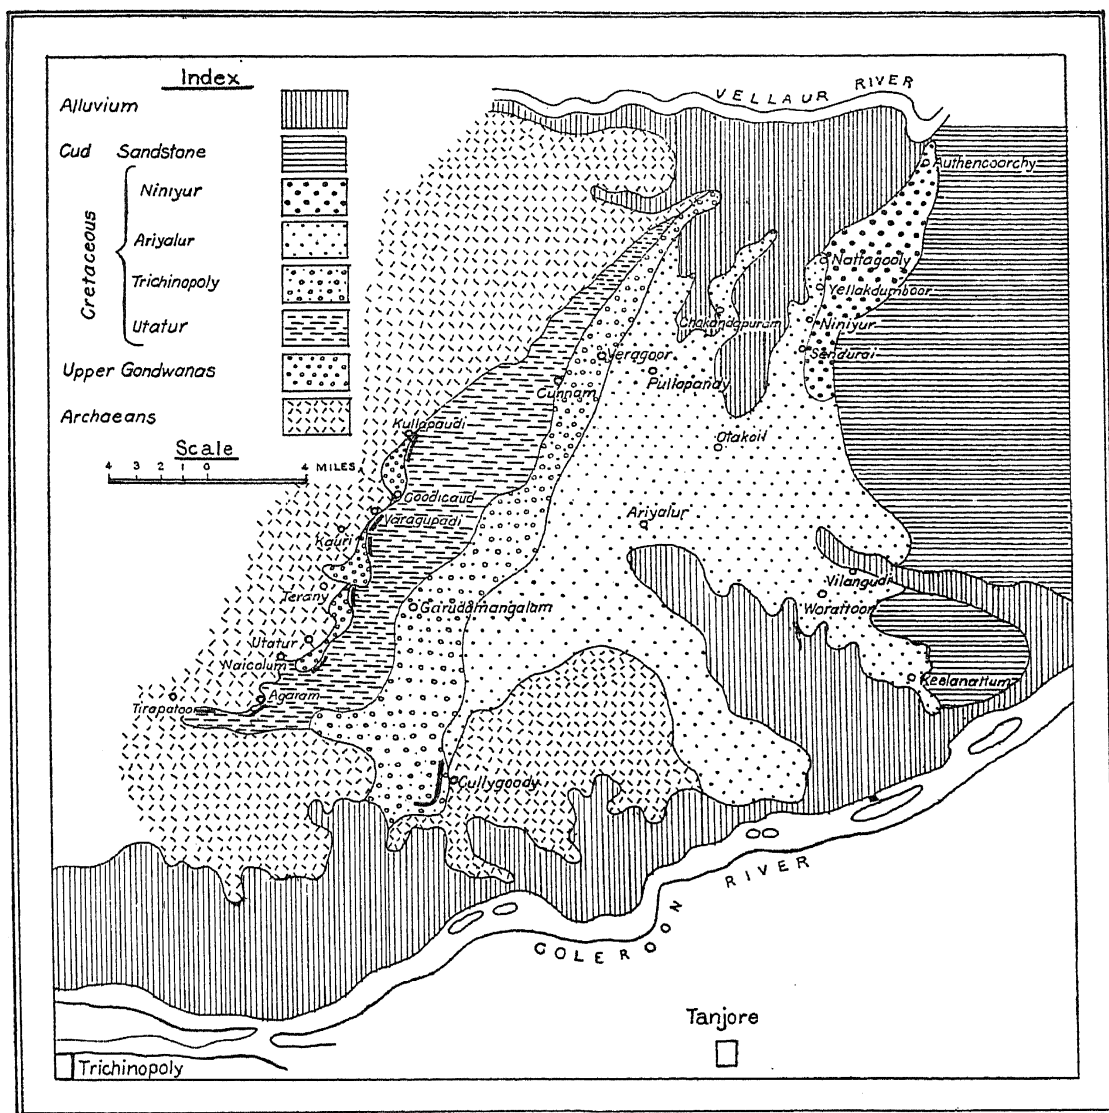 Index
Alluvium
Cud Sandstone
Cretaceous
Niniyur
Ariyalur
Trichinopoly
Utatur
Upper Gondwanas
Archaeans
Scale
4 3 2 1 0 4 MILES
VELLAUR RIVER
Authencoorchy
Nattagooly
Yellakdumboor
Chakandapuram
Niniyur
Sendurai
Veragoor
Pullapandy
Cunnam
Kullapaudi
Otakoil
Coodicaud
Varagupadi
Ariyalur
Kauri
Vilangudi
Terany
Worattoor
Garudamangalam
Utatur
Naicolum
Keelanattum
Agaram
Tirapatoor
Cullygoody
COLEROON RIVER
Tanjore
Trichinopoly